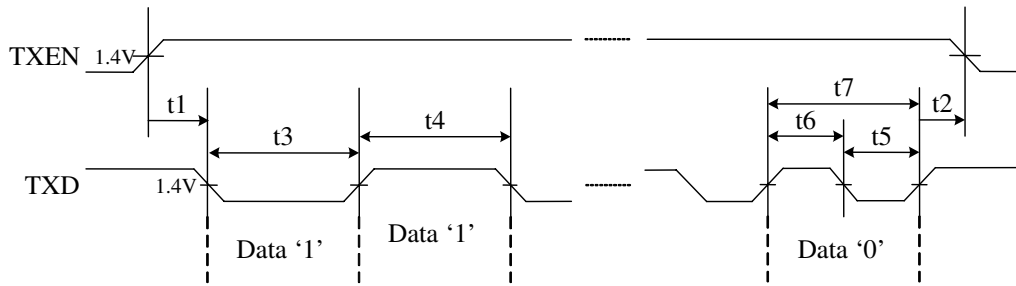 TXEN
1.4V
t1
t3
t4
t7
t6
t5
t2
TXD
1.4V
Data ‘1’
Data ‘1’
Data ‘0’